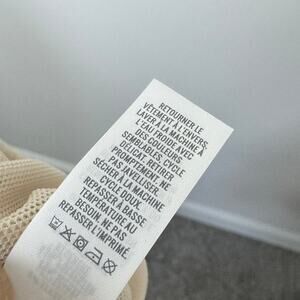 RETOURNER LE
VÊTEMENT À L'ENVERS,
LAVER À LA MACHINE À
L'EAU FROIDE AVEC
DES COULEURS
SEMBLABLES, CYCLE
DÉLICAT, RETIRER
PROMPTEMENT, NE
PAS JAVELLISER,
SÉCHER À LA MACHINE
CYCLE DOUX,
REPASSER À BASSE
TEMPÉRATURE AU
BESOIN, NE PAS
REPASSER L'IMPRIMÉ.